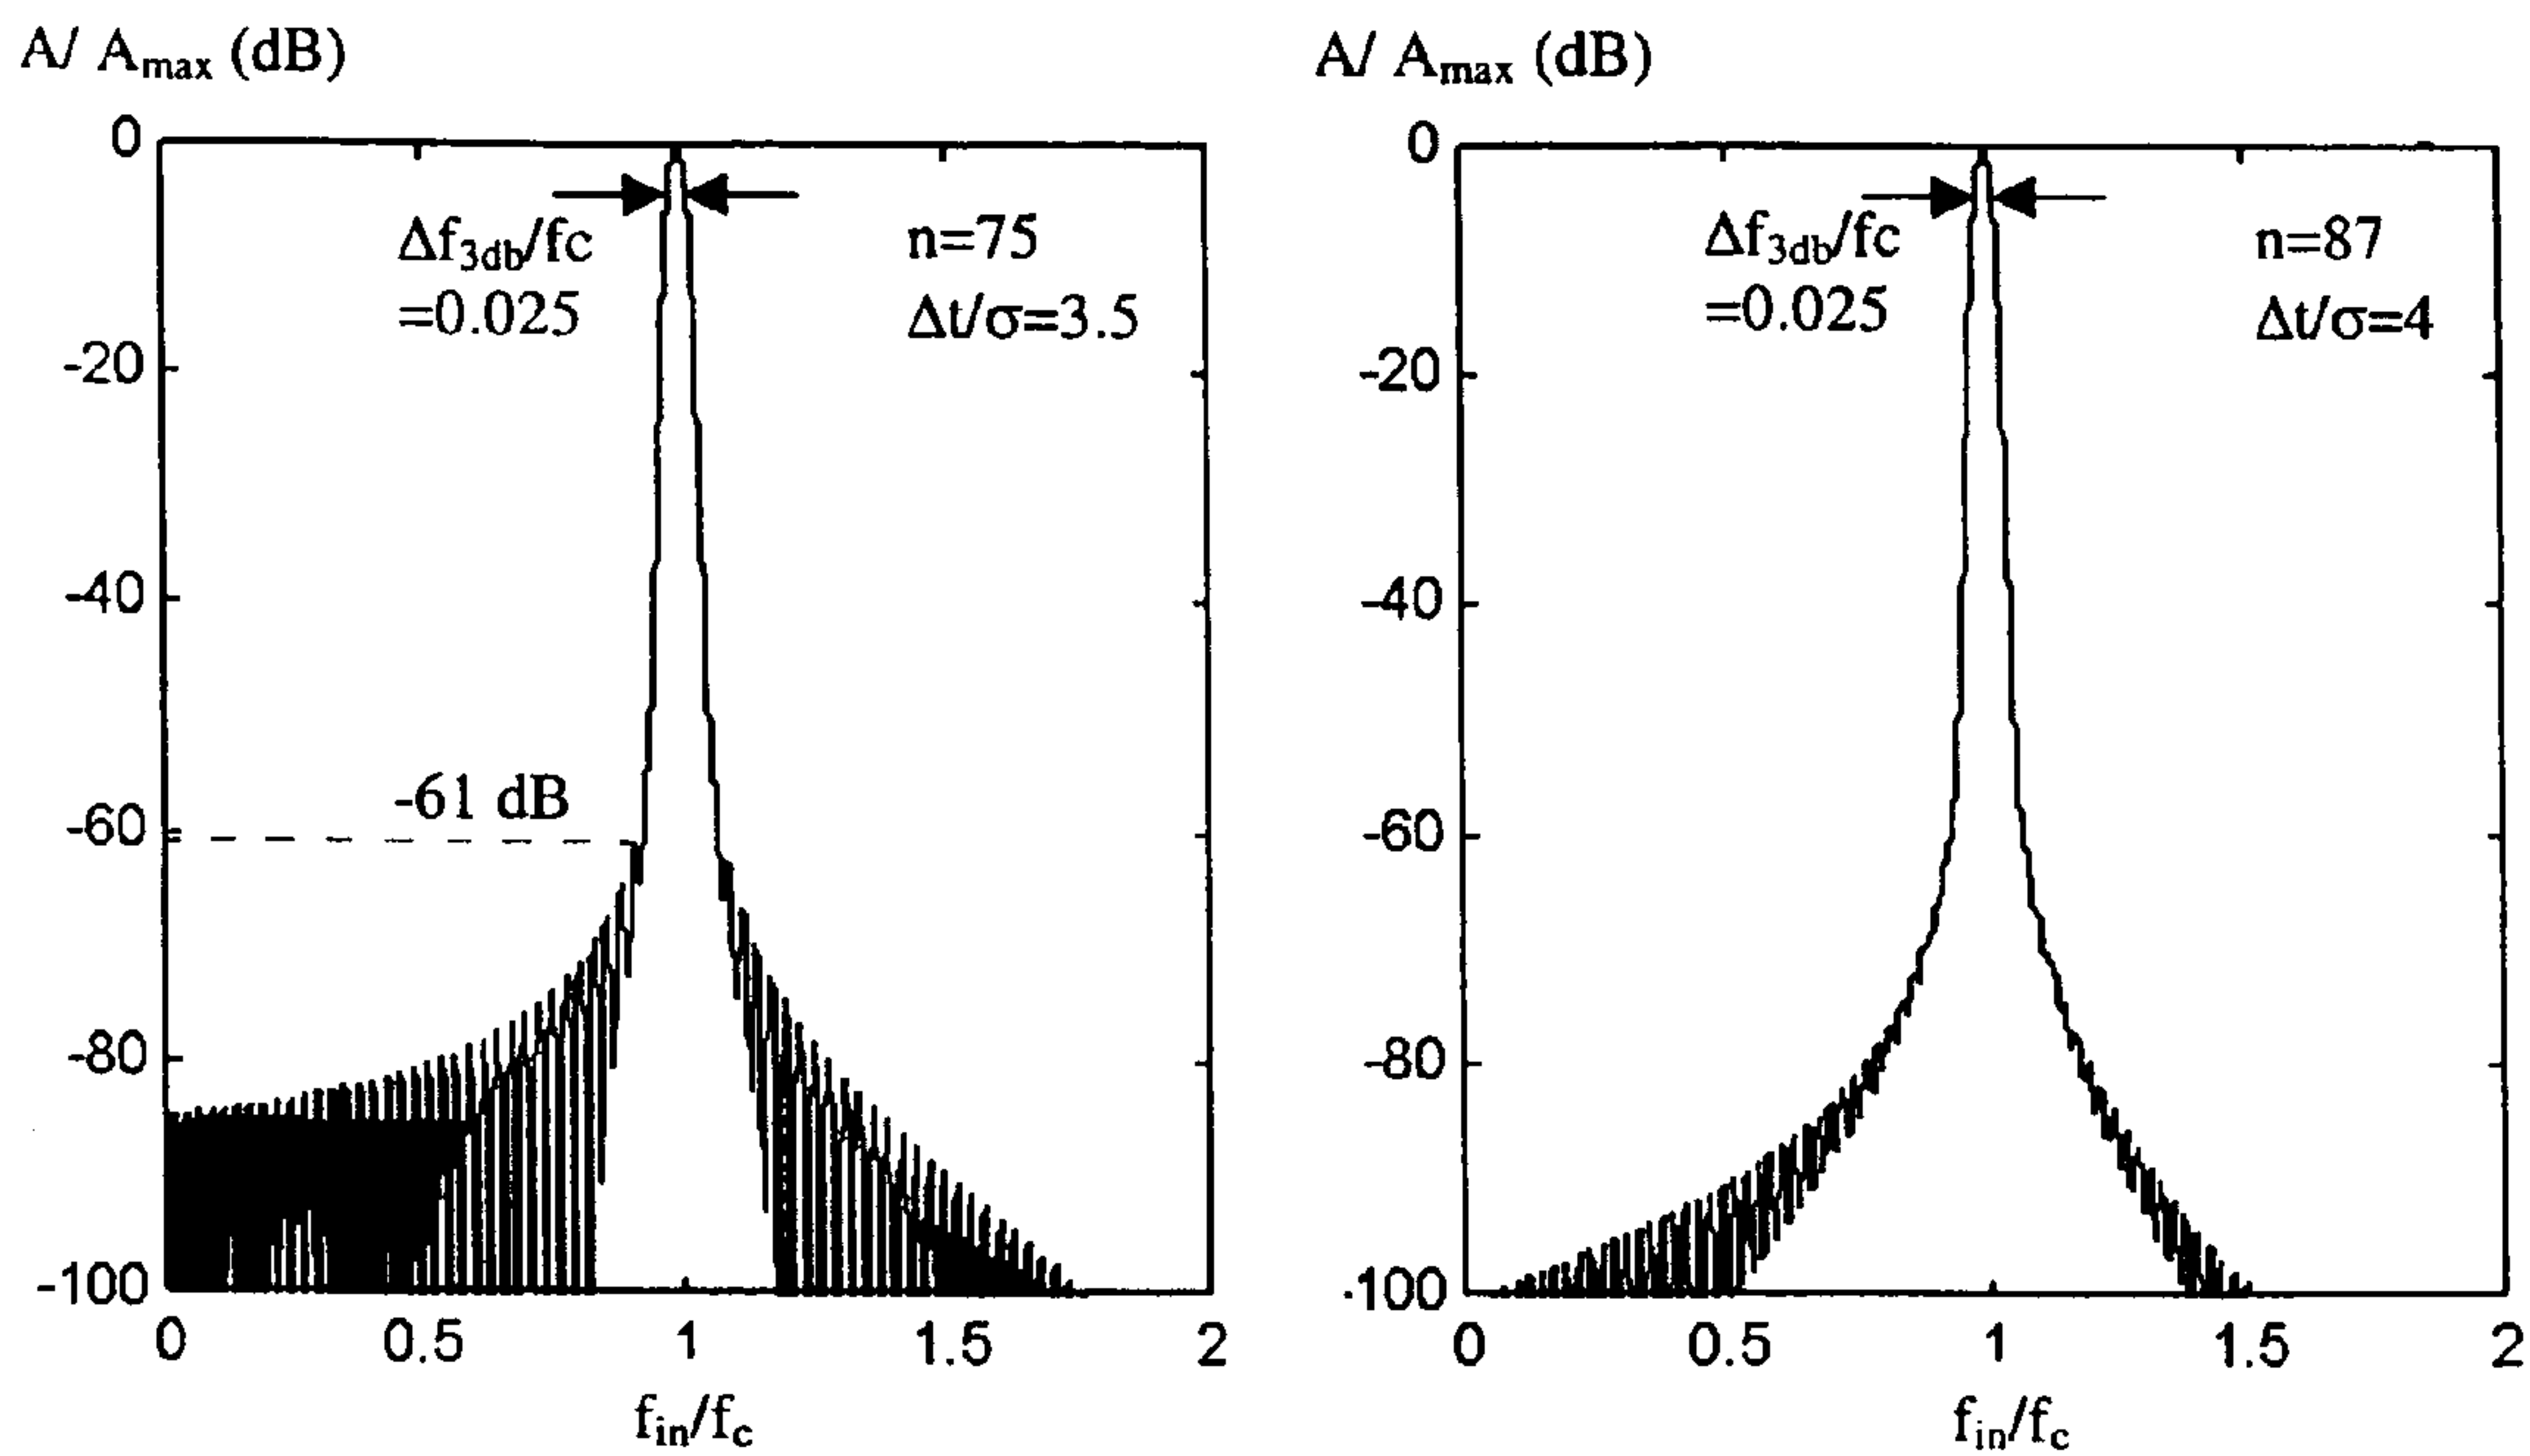 A/ Amax (dB)
0
-20
-40
-60
-80
-100
Δf3db/fc
=0.025
n=75
Δt/σ=3.5
-61 dB
0 0.5 1 1.5 2
fin/fc
A/ Amax (dB)
0
-20
-40
-60
-80
-100
Δf3db/fc
=0.025
n=87
Δt/σ=4
0 0.5 1 1.5 2
fin/fc